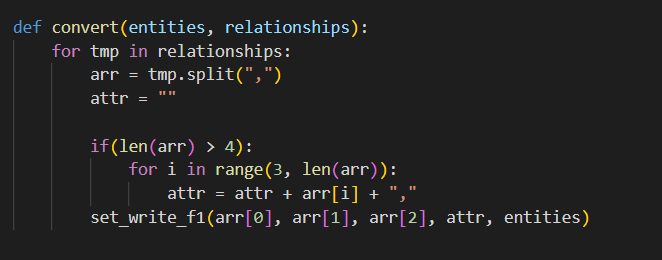 def convert(entities, relationships):
    for tmp in relationships:
        arr = tmp.split(",")
        attr = ""
        if(len(arr) > 4):
            for i in range(3, len(arr)):
                attr = attr + arr[i] + ","
        set_write_f1(arr[0], arr[1], arr[2], attr, entities)